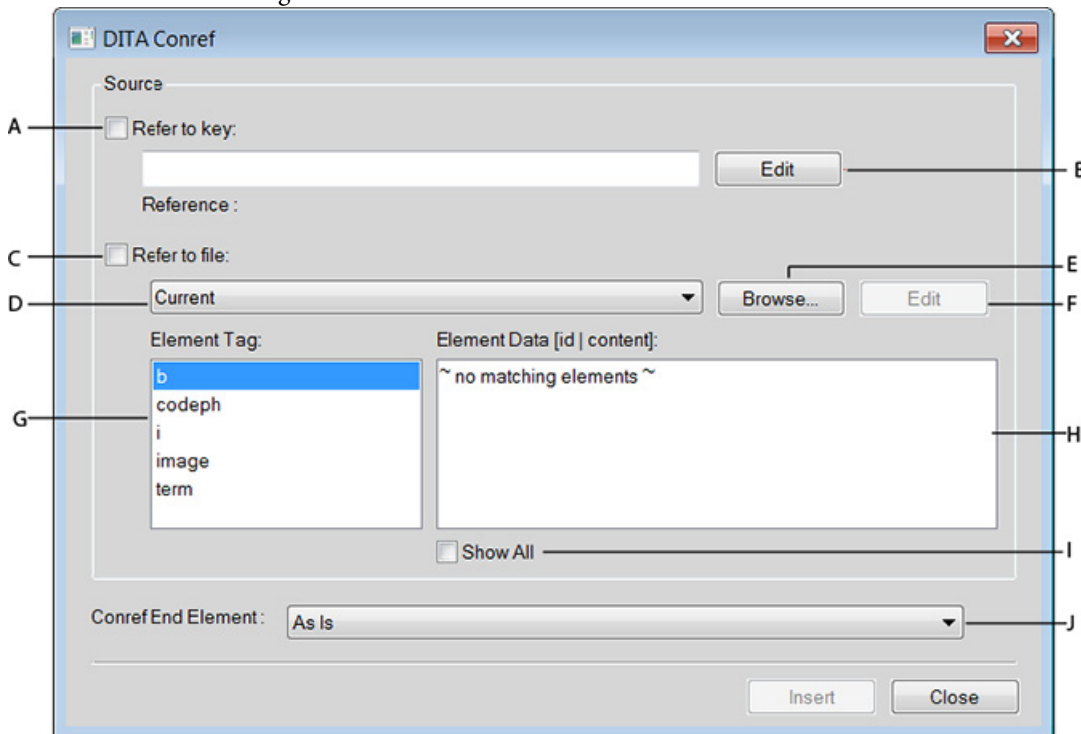 DITA Conref
Source
A
Refer to key:
Edit
Reference :
C
Refer to file:
E
D
Current
Browse...
Edit
F
Element Tag:
Element Data [id | content]:
b
~ no matching elements ~
codeph
G
i
H
image
term
Show All
I
Conref End Element :
As Is
J
Insert
Close